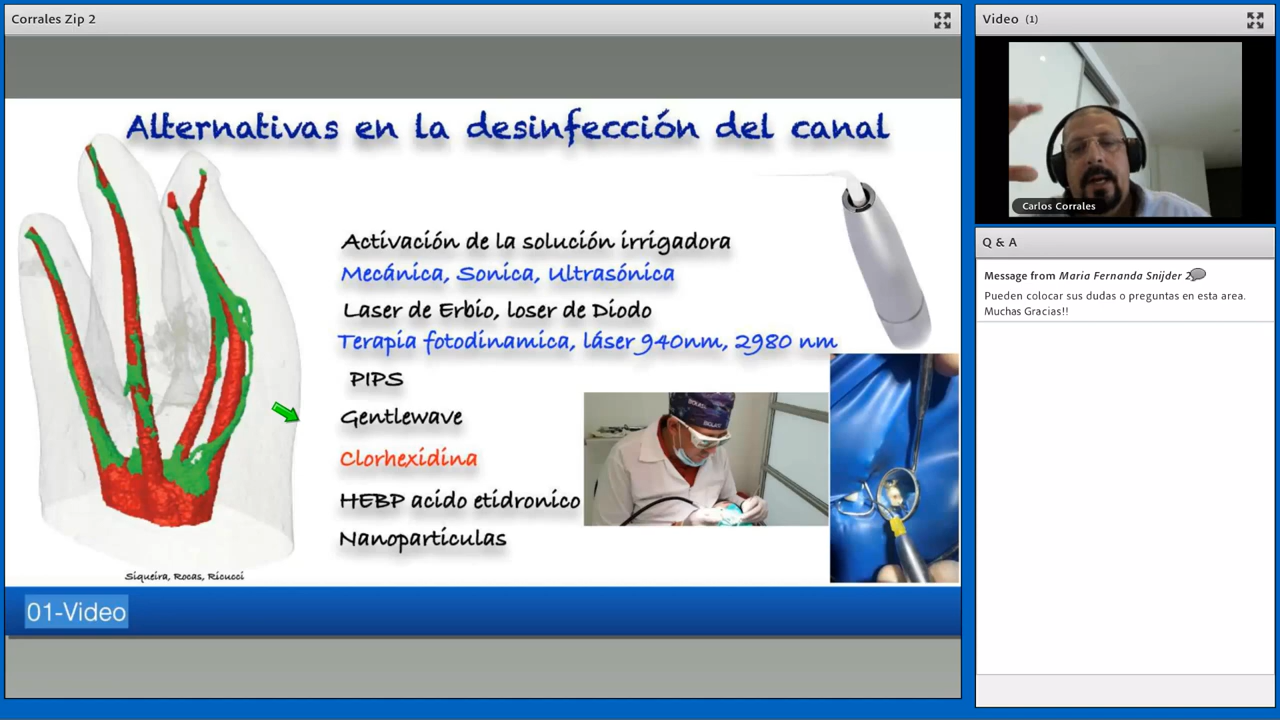 Corrales Zip 2
Video (1)
Alternativas en la desinfección del canal
Activación de la solución irrigadora
Mecánica, Sonica, Ultrasónica
Laser de Erbio, loser de Diodo
Terapia fotodinamica, láser 940nm, 2980 nm
PIPS
Gentlewave
Clorhexidina
HEBP acido etidronico
Nanopartículas
Siqueira, Rocas, Ricucci
01-Video
Carlos Corrales
Q & A
Message from Maria Fernanda Snijder 2
Pueden colocar sus dudas o preguntas en esta area.
Muchas Gracias!!